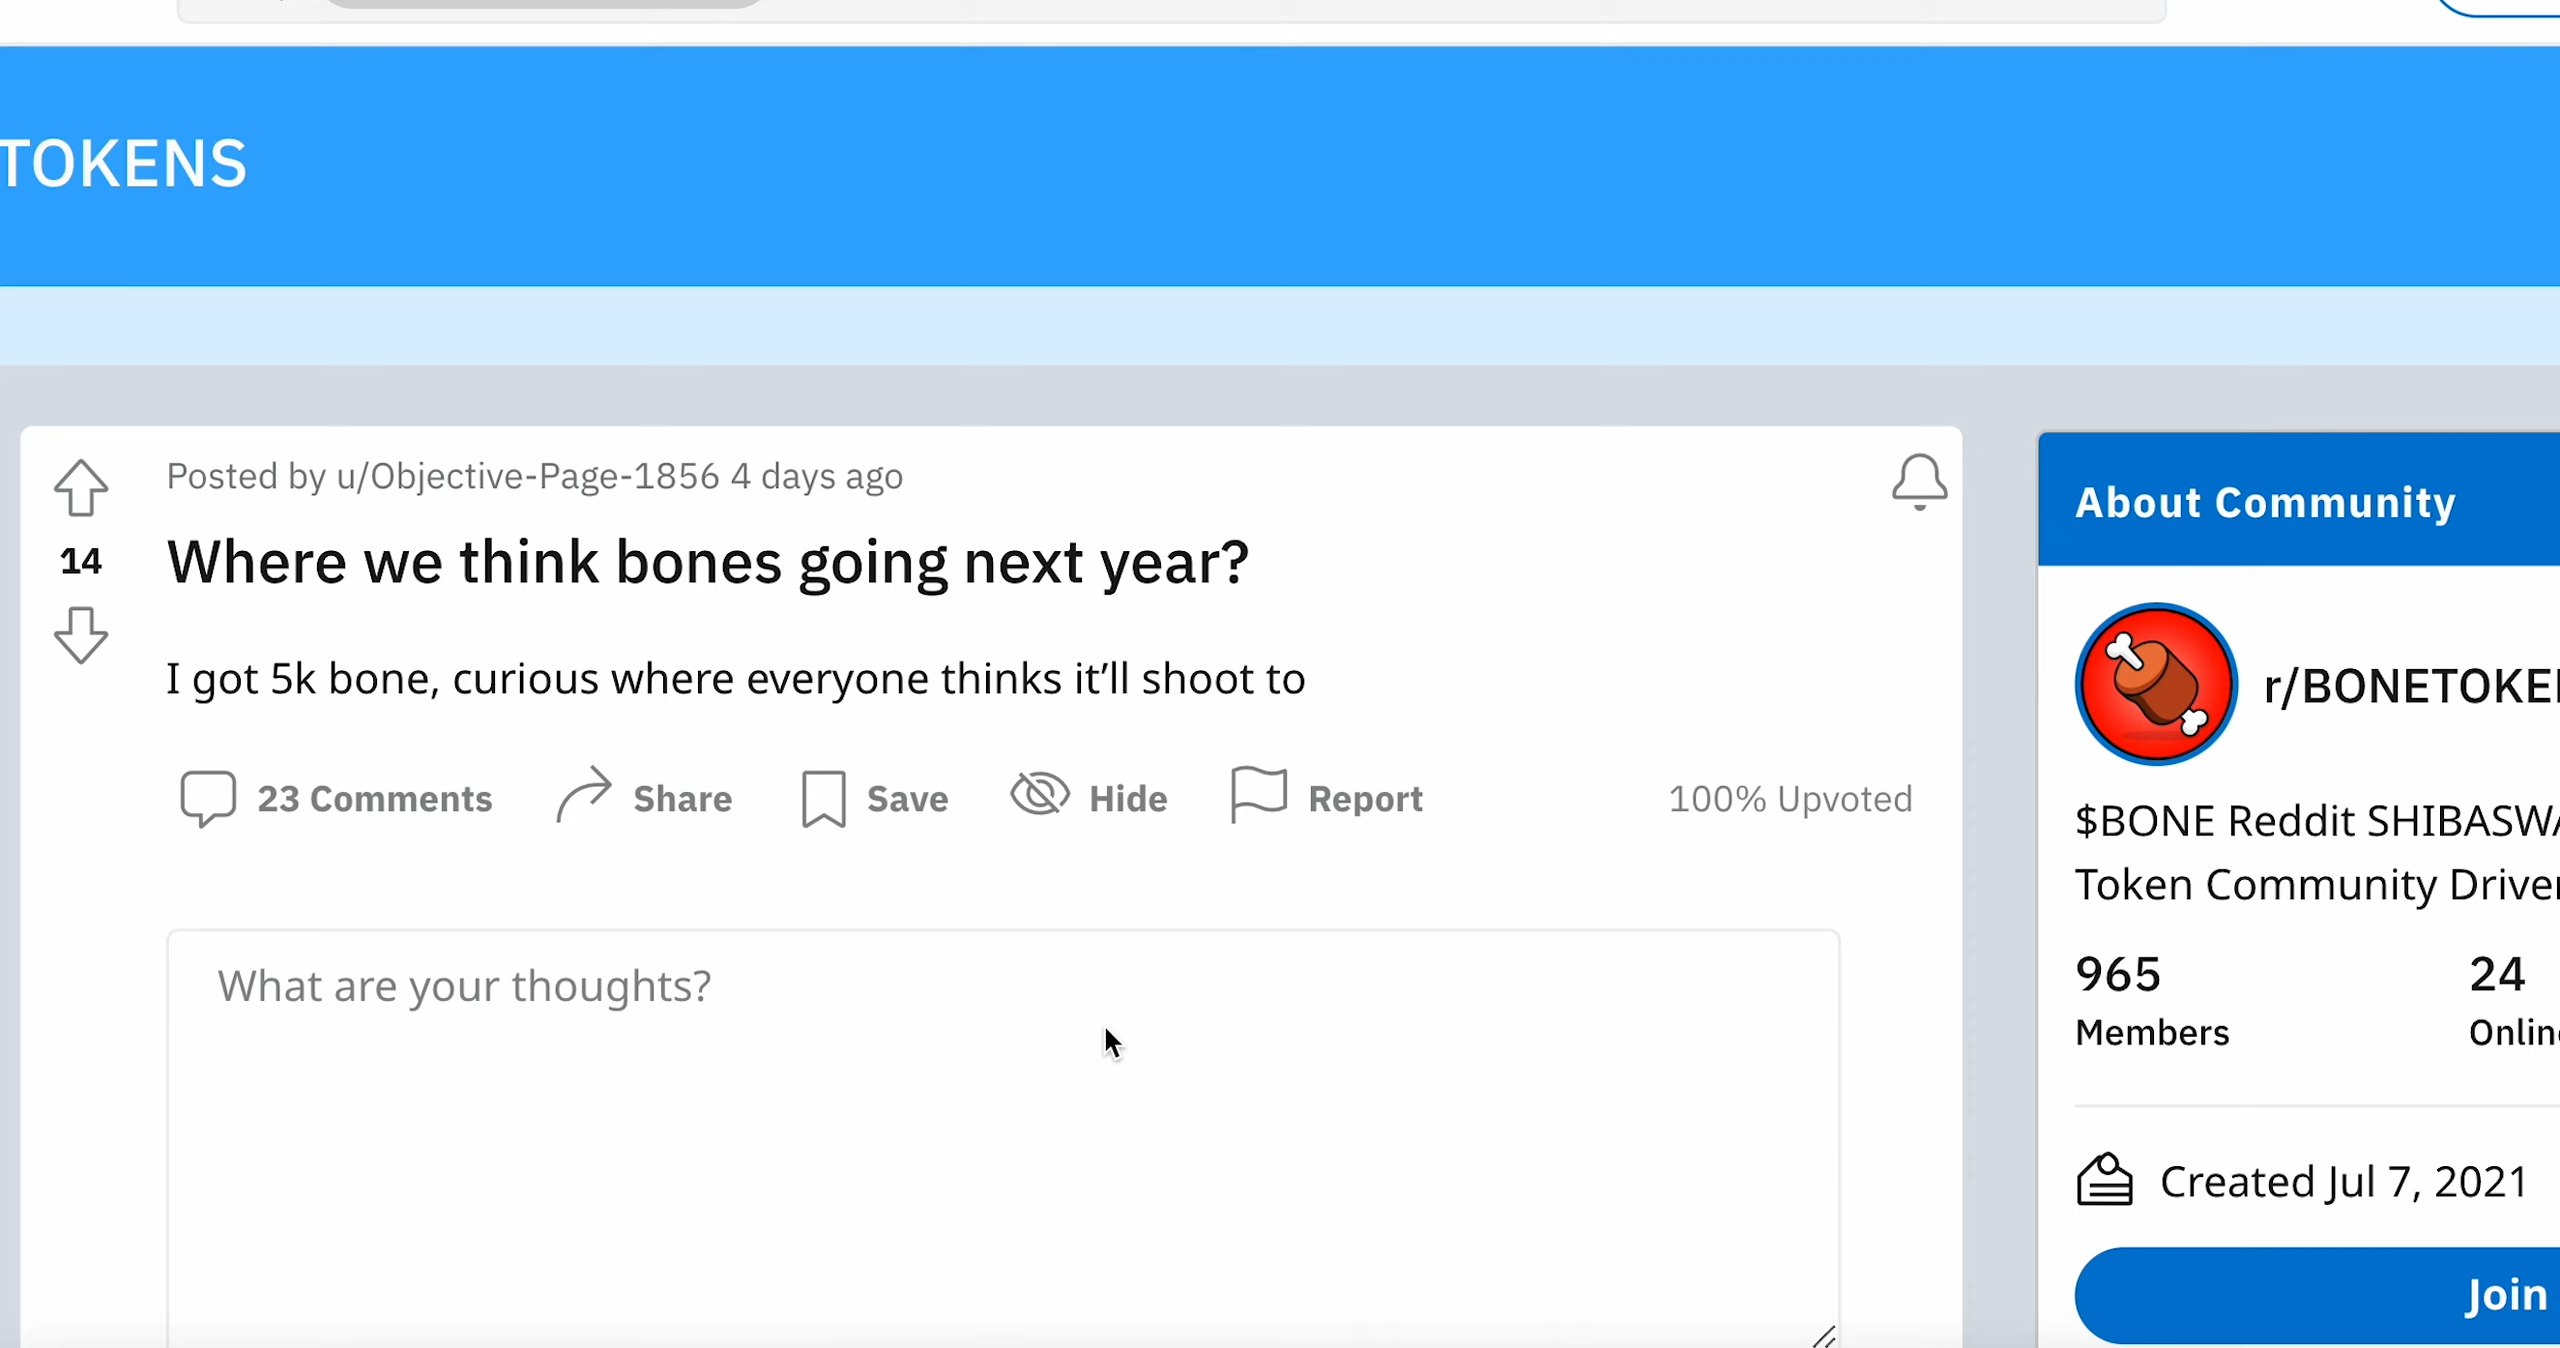 TOKENS
Posted by u/Objective-Page-1856 4 days ago
14
Where we think bones going next year?
I got 5k bone, curious where everyone thinks it’ll shoot to
23 Comments Share Save Hide Report 100% Upvoted
What are your thoughts?
About Community
r/BONETOKE
$BONE Reddit SHIBASWA
Token Community Drive
965 24
Members Onlin
Created Jul 7, 2021
Join